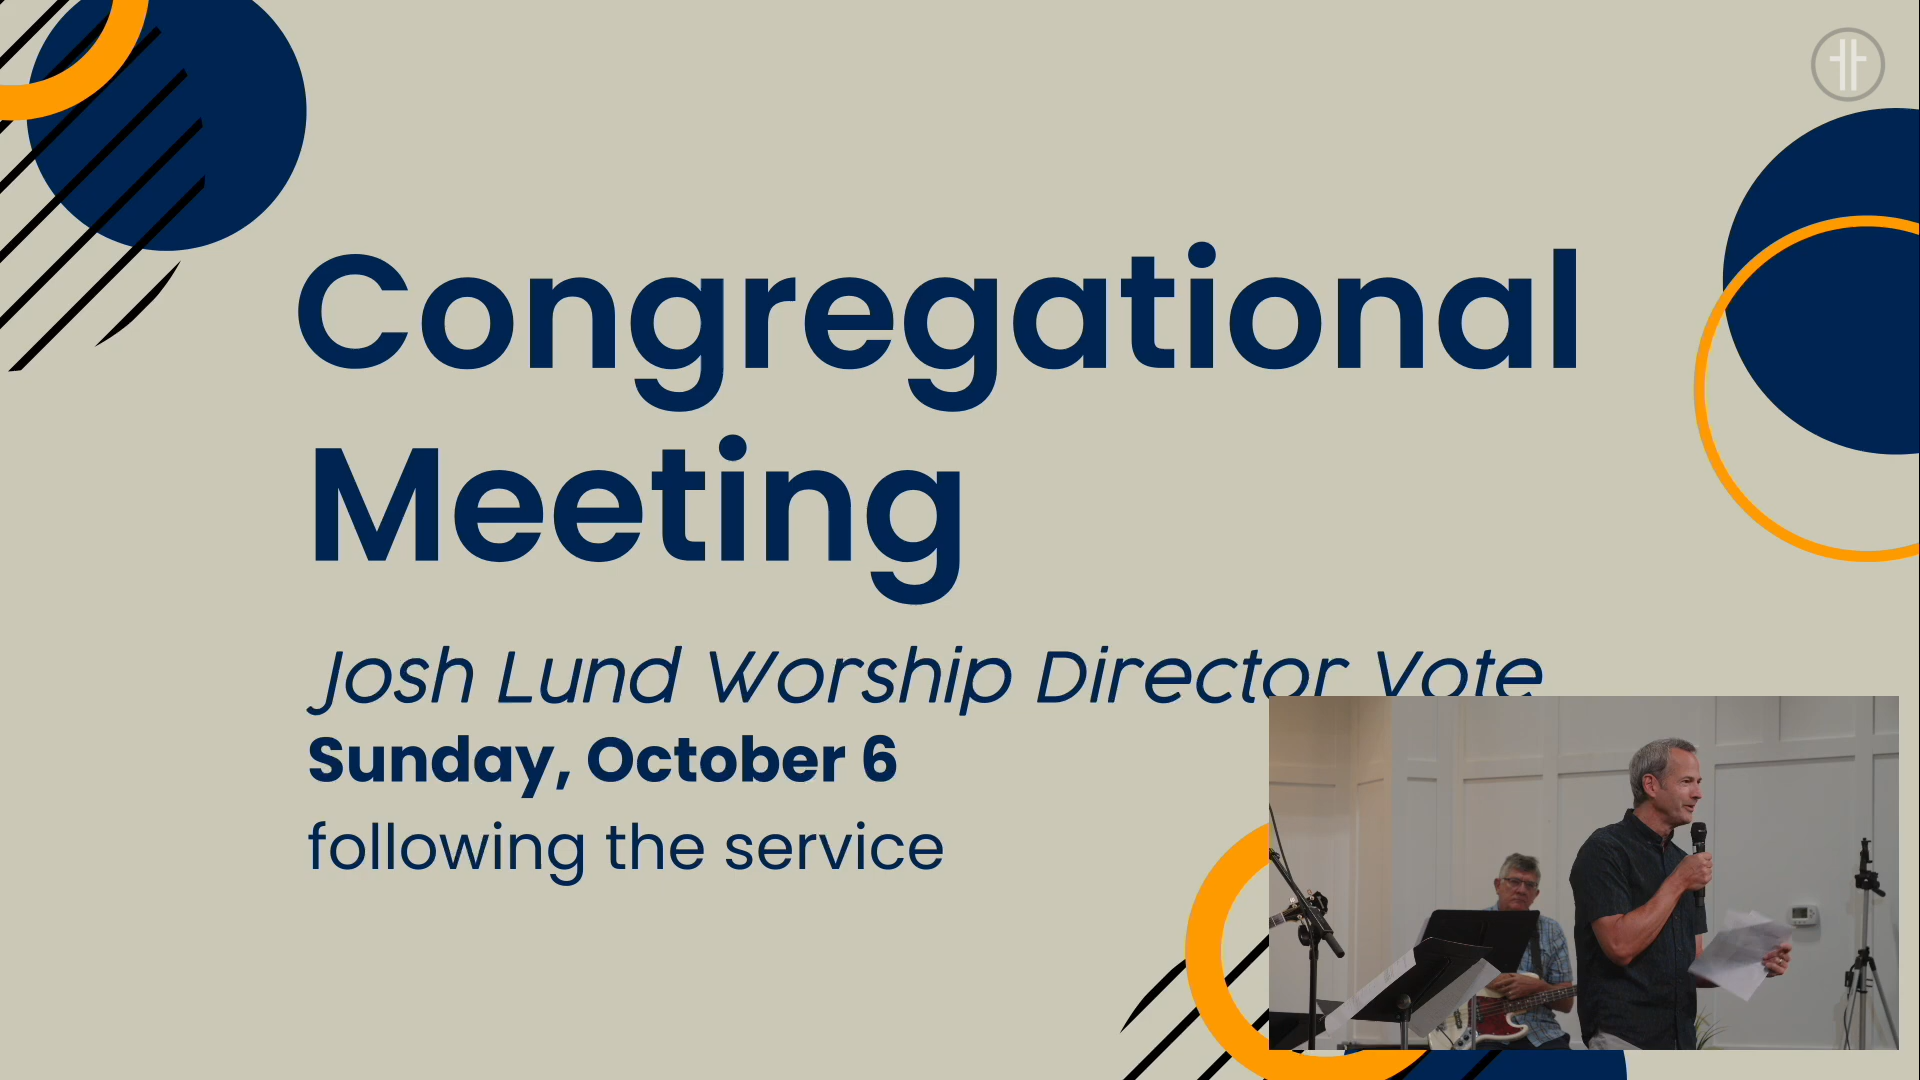 Congregational
Meeting
Josh Lund Worship Director Vote
Sunday, October 6
following the service